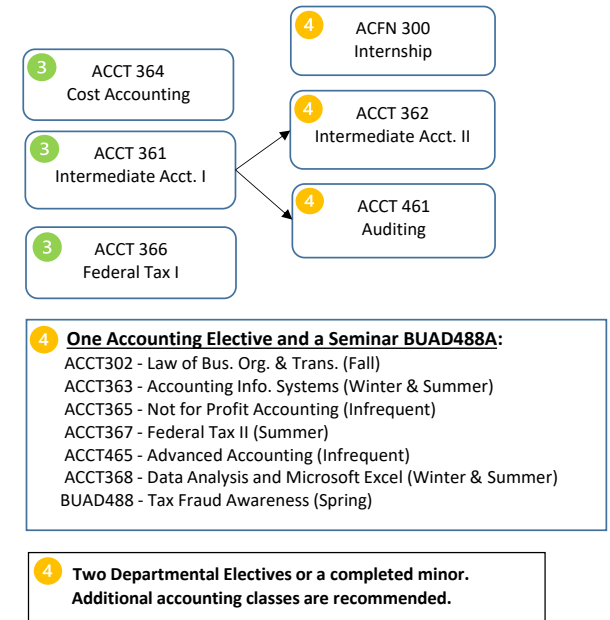 3
ACCT 364
Cost Accounting
3
ACCT 361
Intermediate Acct. I
3
ACCT 366
Federal Tax I
4
ACFN 300
Internship
4
ACCT 362
Intermediate Acct. II
4
ACCT 461
Auditing
4 One Accounting Elective and a Seminar BUAD488A:
ACCT302 - Law of Bus. Org. & Trans. (Fall)
ACCT363 - Accounting Info. Systems (Winter & Summer)
ACCT365 - Not for Profit Accounting (Infrequent)
ACCT367 - Federal Tax II (Summer)
ACCT465 - Advanced Accounting (Infrequent)
ACCT368 - Data Analysis and Microsoft Excel (Winter & Summer)
BUAD488 - Tax Fraud Awareness (Spring)
4 Two Departmental Electives or a completed minor.
Additional accounting classes are recommended.